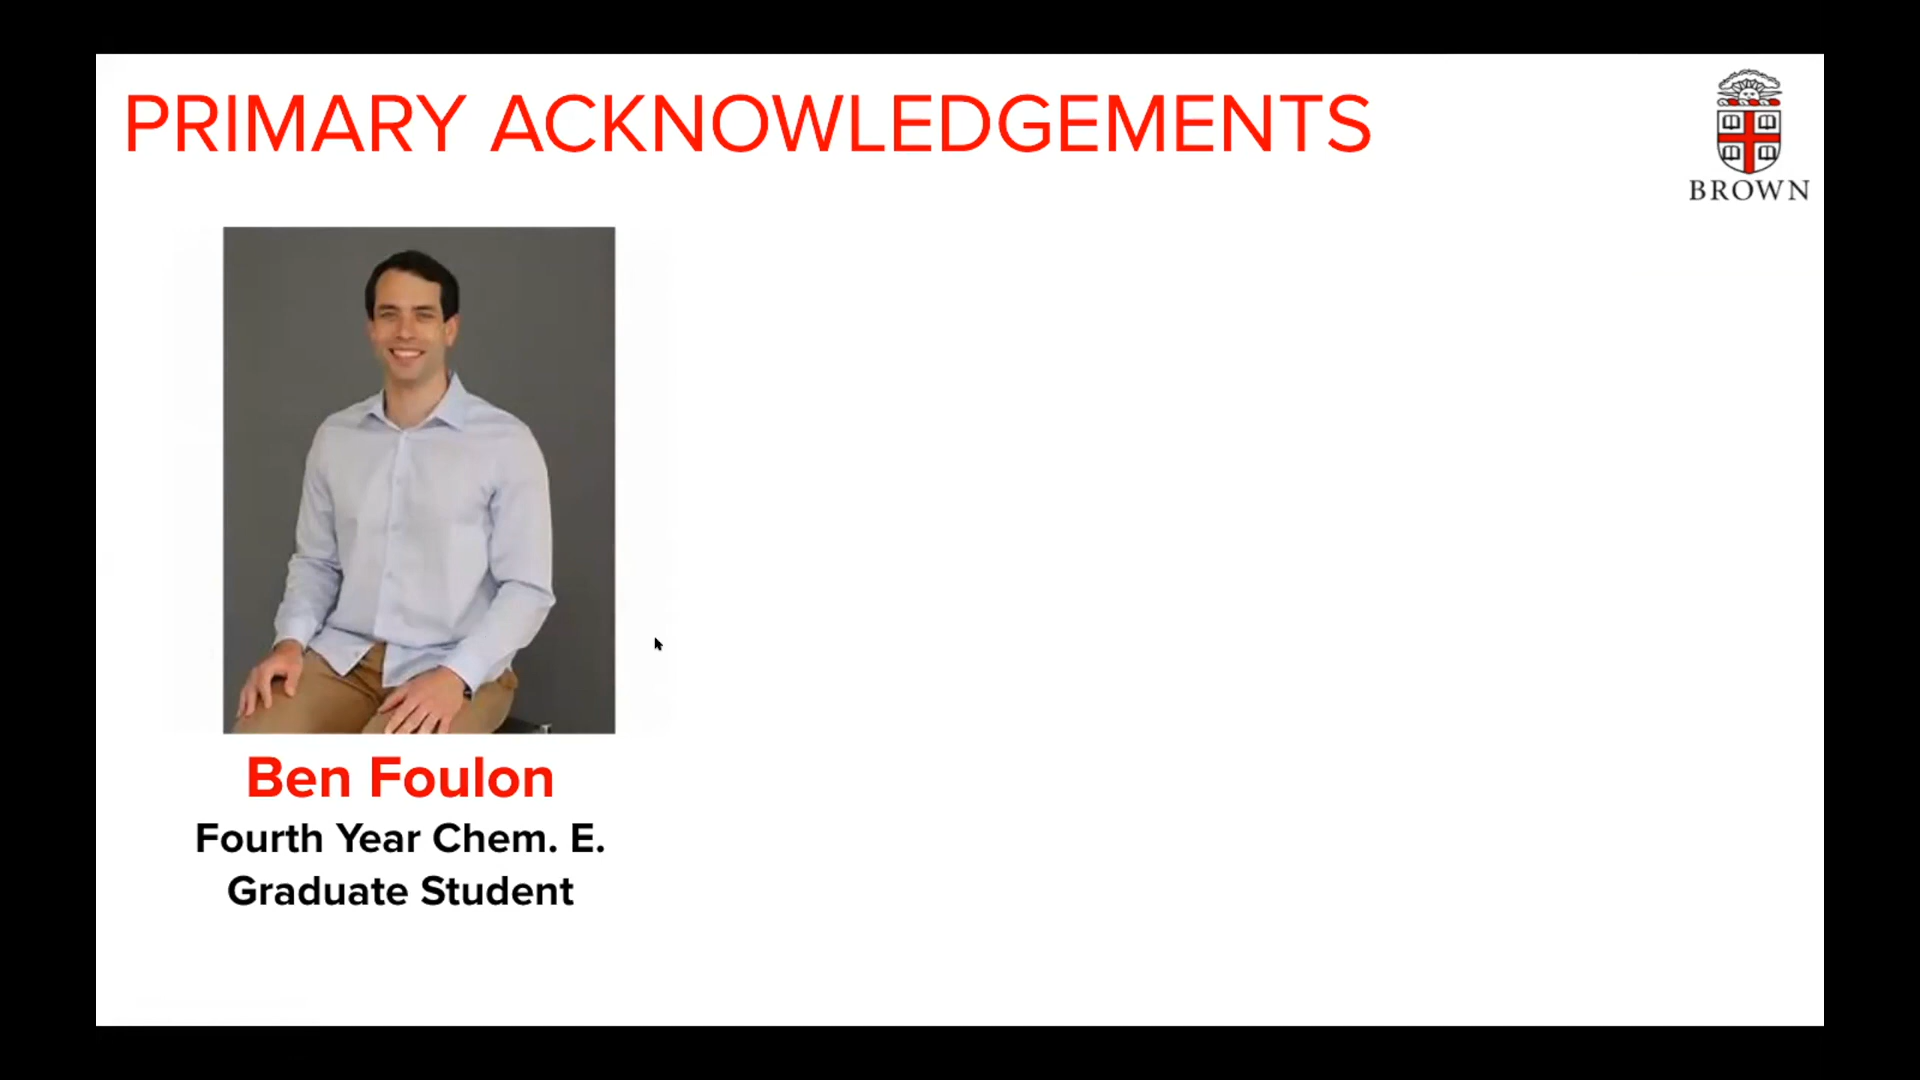 PRIMARY ACKNOWLEDGEMENTS
BROWN
Ben Foulon
Fourth Year Chem. E.
Graduate Student